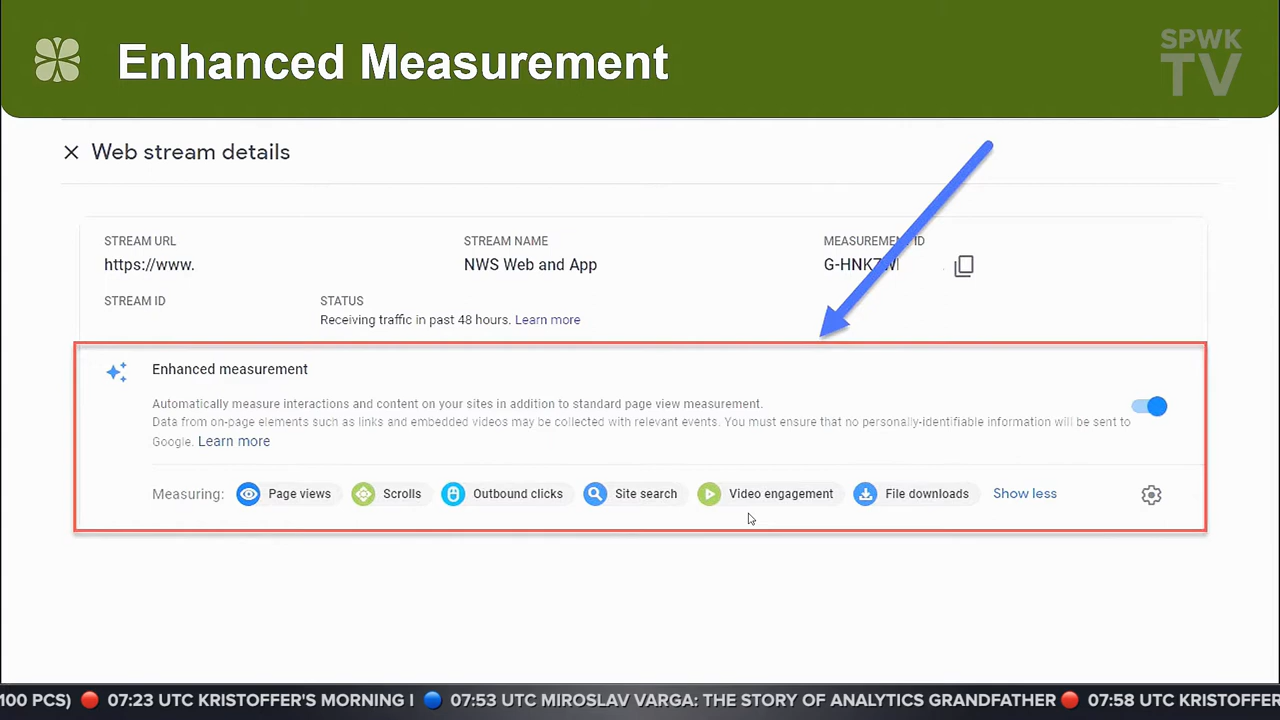 Enhanced Measurement
SPWK
TV
Web stream details
STREAM URL
STREAM NAME
MEASUREMENT ID
https://www.
NWS Web and App
STREAM ID
STATUS
Receiving traffic in past 48 hours. Learn more
Enhanced measurement
Automatically measure interactions and content on your sites in addition to standard page view measurement.
Data from on-page elements such as links and embedded videos may be collected with relevant events. You must ensure that no personally-identifiable information will be sent to
Google. Learn more
Measuring: Page views Scrolls Outbound clicks Site search Video engagement File downloads Show less
100 PCS) 07:23 UTC KRISTOFFER'S MORNING I 07:53 UTC MIROSLAV VARGA: THE STORY OF ANALYTICS GRANDFATHER 07:58 UTC KRISTOFFER